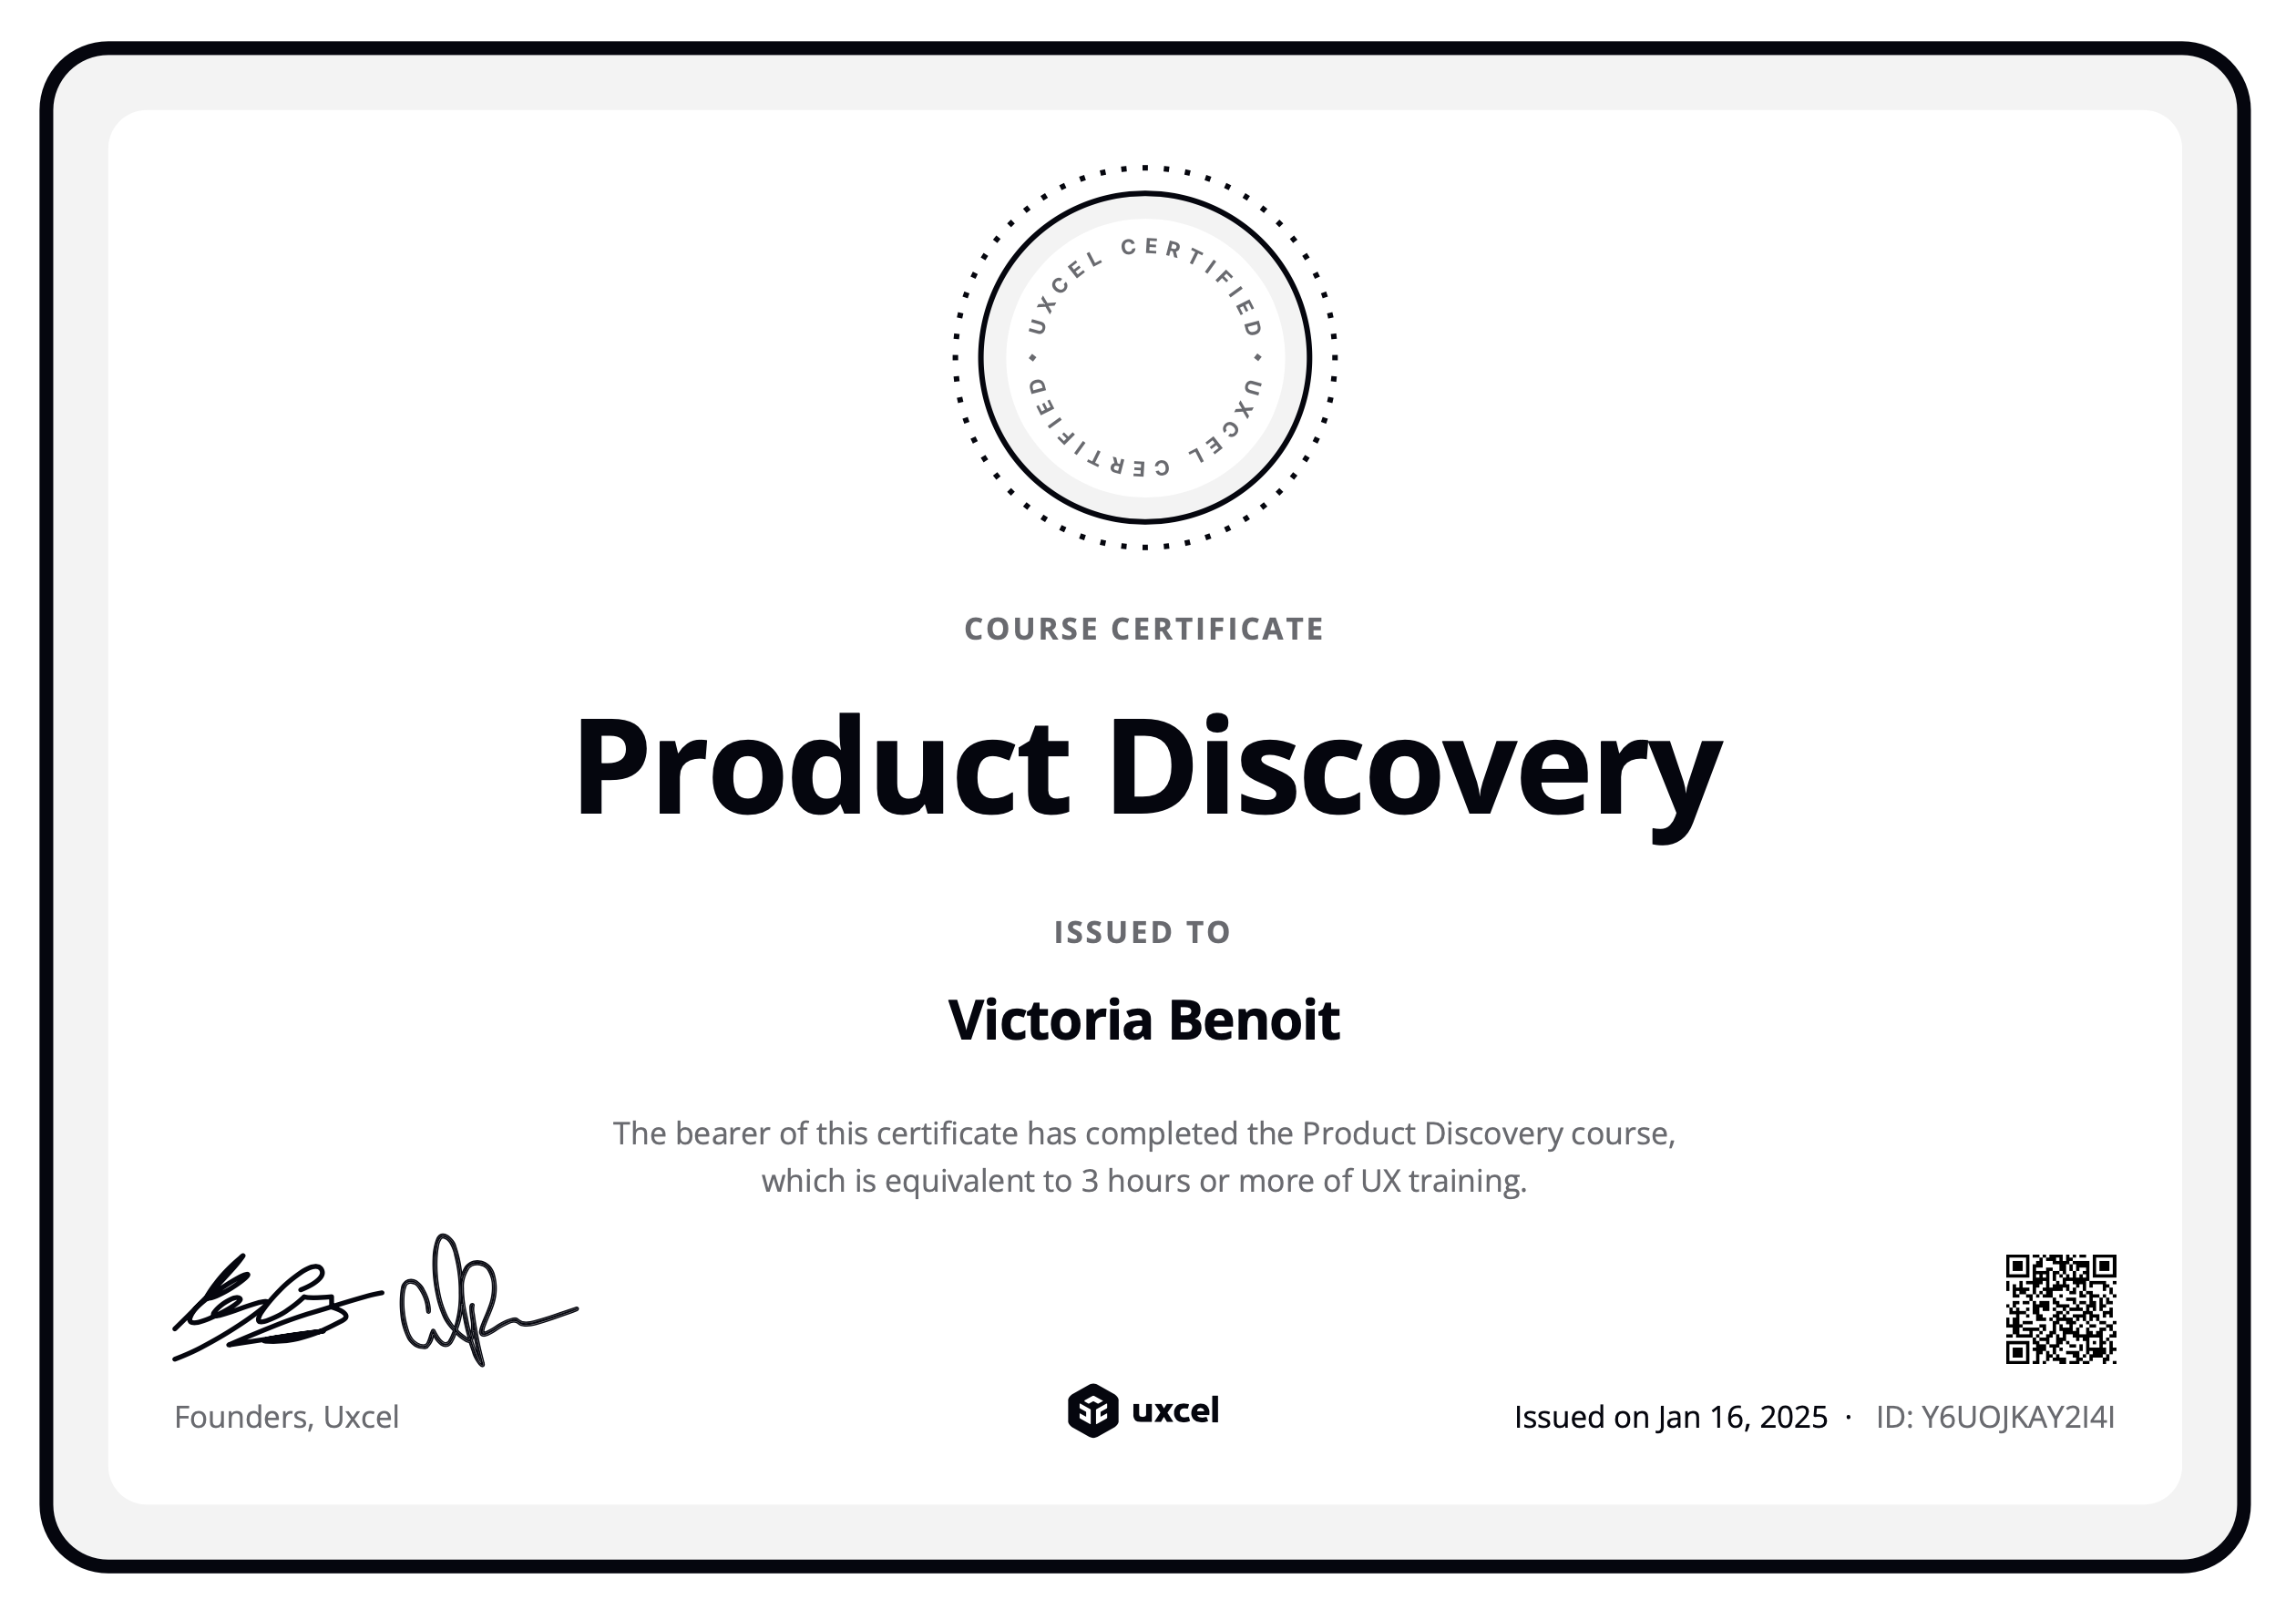 UXCEL CERTIFIED • UXCEL CERTIFIED •
COURSE CERTIFICATE
Product Discovery
ISSUED TO
Victoria Benoit
The bearer of this certificate has completed the Product Discovery course,
which is equivalent to 3 hours or more of UX training.
Founders, Uxcel
uxcel
Issued on Jan 16, 2025 · ID: Y6UOJKAY2I4I